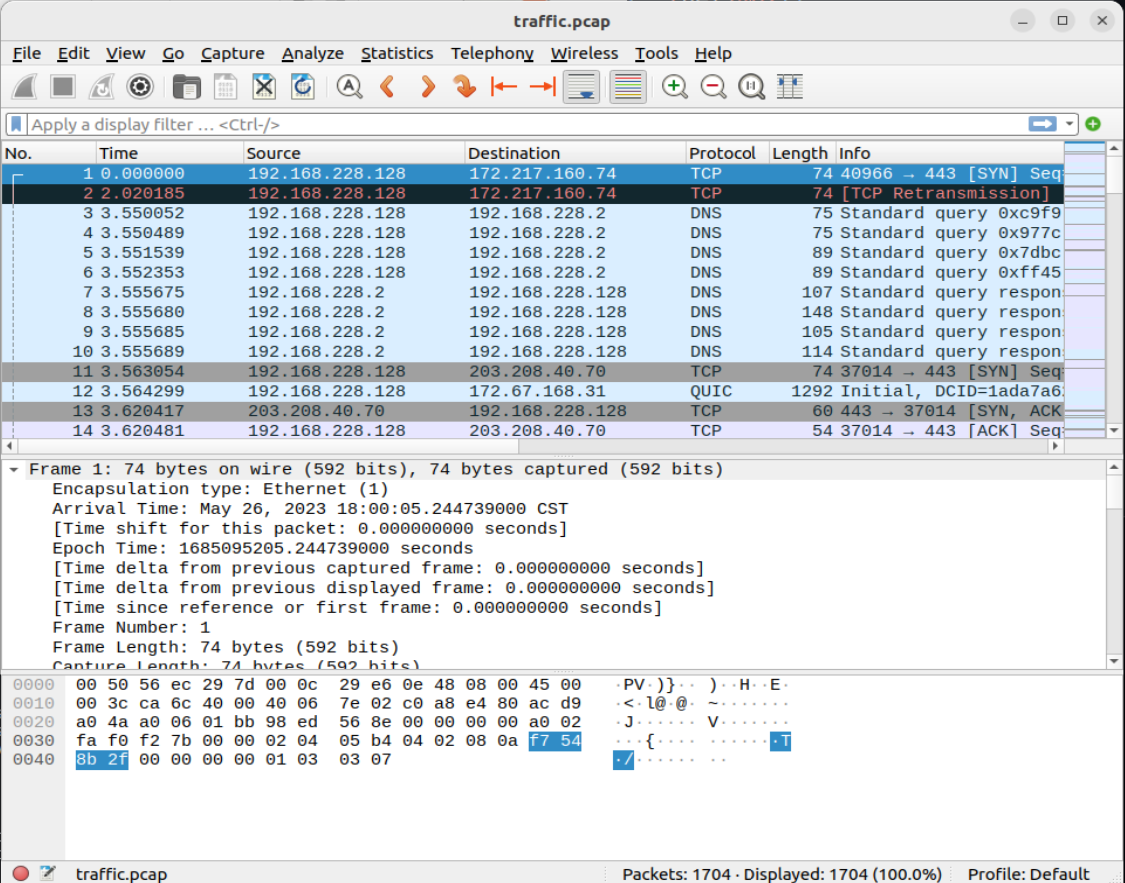 traffic.pcap
File Edit View Go Capture Analyze Statistics Telephony Wireless Tools Help
Apply a display filter … <Ctrl-/>
No. Time Source Destination Protocol Length Info
1 0.000000 192.168.228.128 172.217.160.74 TCP 74 40966 → 443 [SYN] Seq
2 2.020185 192.168.228.128 172.217.160.74 TCP 74 [TCP Retransmission]
3 3.550052 192.168.228.128 192.168.228.2 DNS 75 Standard query 0xc9f9
4 3.550489 192.168.228.128 192.168.228.2 DNS 75 Standard query 0x977c
5 3.551539 192.168.228.128 192.168.228.2 DNS 89 Standard query 0x7dbc
6 3.552353 192.168.228.128 192.168.228.2 DNS 89 Standard query 0xff45
7 3.555675 192.168.228.2 192.168.228.128 DNS 107 Standard query respon
8 3.555680 192.168.228.2 192.168.228.128 DNS 148 Standard query respon
9 3.555685 192.168.228.2 192.168.228.128 DNS 105 Standard query respon
10 3.555689 192.168.228.2 192.168.228.128 DNS 114 Standard query respon
11 3.563054 192.168.228.128 203.208.40.70 TCP 74 37014 → 443 [SYN] Seq
12 3.564299 192.168.228.128 172.67.168.31 QUIC 1292 Initial, DCID=1ada7a6
13 3.620417 203.208.40.70 192.168.228.128 TCP 60 443 → 37014 [SYN, ACK
14 3.620481 192.168.228.128 203.208.40.70 TCP 54 37014 → 443 [ACK] Seq
Frame 1: 74 bytes on wire (592 bits), 74 bytes captured (592 bits)
Encapsulation type: Ethernet (1)
Arrival Time: May 26, 2023 18:00:05.244739000 CST
[Time shift for this packet: 0.000000000 seconds]
Epoch Time: 1685095205.244739000 seconds
[Time delta from previous captured frame: 0.000000000 seconds]
[Time delta from previous displayed frame: 0.000000000 seconds]
[Time since reference or first frame: 0.000000000 seconds]
Frame Number: 1
Frame Length: 74 bytes (592 bits)
Capture Length: 74 bytes (592 bits)
0000 00 50 56 ec 29 7d 00 0c 29 e6 0e 48 08 00 45 00 ·PV·)}·· )··H··E·
0010 00 3c ca 6c 40 00 40 06 7e 02 c0 a8 e4 80 ac d9 ·<·l@·@· ~·······
0020 a0 4a a0 06 01 bb 98 ed 56 8e 00 00 00 00 a0 02 ·J······ V·······
0030 fa f0 f2 7b 00 00 02 04 05 b4 04 02 08 0a f7 54 ···{···· ·······T
0040 8b 2f 00 00 00 00 01 03 03 07 ·/······ ··
traffic.pcap Packets: 1704 · Displayed: 1704 (100.0%) Profile: Default